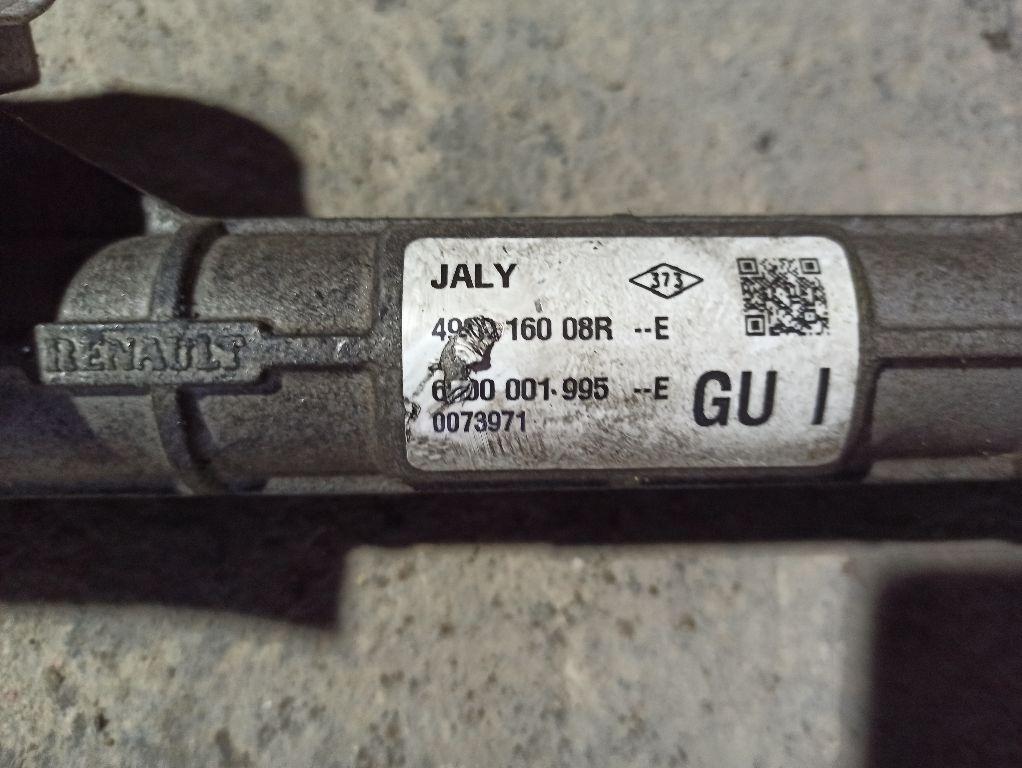 RENAULT
JALY
373
160 08R --E
001 995 --E
0073971
GU I